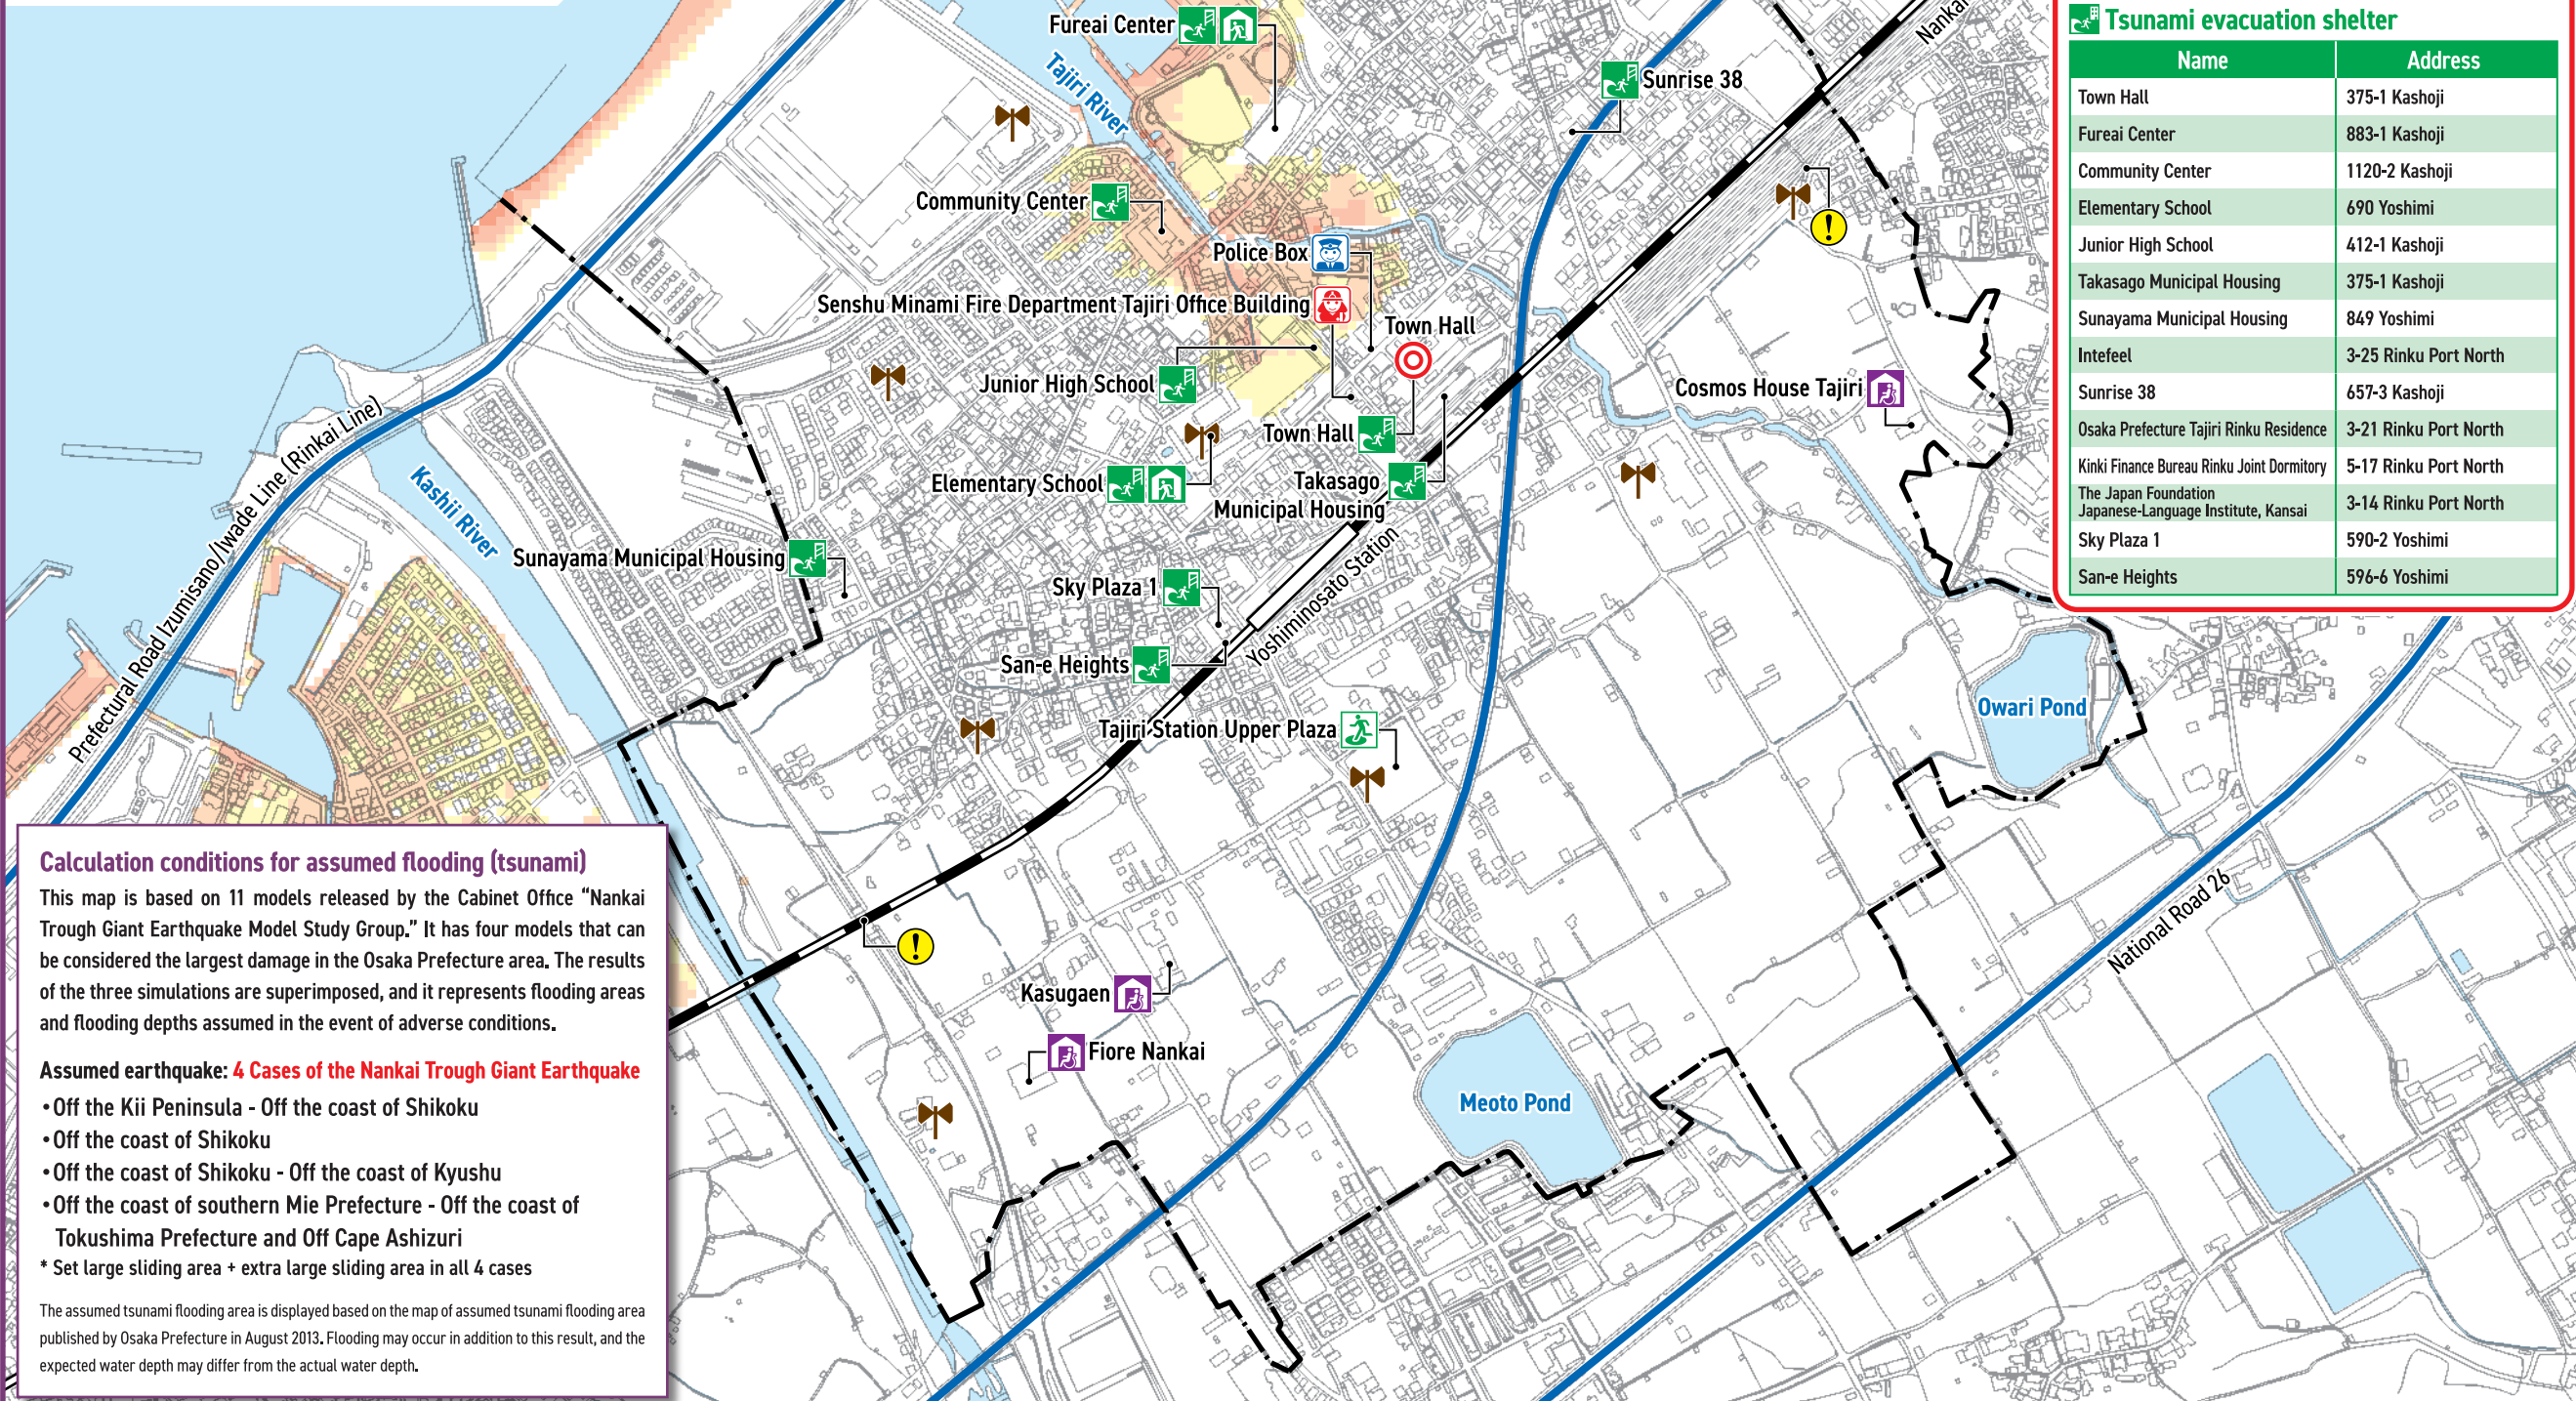 Fureai Center
Tajiri River
Nankai
Sunrise 38
Community Center
Police Box
Senshu Minami Fire Department Tajiri Office Building
Town Hall
Junior High School
Cosmos House Tajiri
Town Hall
Elementary School
Takasago
Municipal Housing
Kashii River
Prefectural Road Izumisano/Iwade Line (Rinkai Line)
Sunayama Municipal Housing
Sky Plaza 1
Yoshiminosato Station
San-e Heights
Tajiri Station Upper Plaza
Owari Pond
National Road 26
Kasugaen
Fiore Nankai
Meoto Pond
Tsunami evacuation shelter
Name Address
Town Hall 375-1 Kashoji
Fureai Center 883-1 Kashoji
Community Center 1120-2 Kashoji
Elementary School 690 Yoshimi
Junior High School 412-1 Kashoji
Takasago Municipal Housing 375-1 Kashoji
Sunayama Municipal Housing 849 Yoshimi
Intefeel 3-25 Rinku Port North
Sunrise 38 657-3 Kashoji
Osaka Prefecture Tajiri Rinku Residence 3-21 Rinku Port North
Kinki Finance Bureau Rinku Joint Dormitory 5-17 Rinku Port North
The Japan Foundation
Japanese-Language Institute, Kansai 3-14 Rinku Port North
Sky Plaza 1 590-2 Yoshimi
San-e Heights 596-6 Yoshimi
Calculation conditions for assumed flooding (tsunami)
This map is based on 11 models released by the Cabinet Office “Nankai
Trough Giant Earthquake Model Study Group.” It has four models that can
be considered the largest damage in the Osaka Prefecture area. The results
of the three simulations are superimposed, and it represents flooding areas
and flooding depths assumed in the event of adverse conditions.
Assumed earthquake: 4 Cases of the Nankai Trough Giant Earthquake
・Off the Kii Peninsula - Off the coast of Shikoku
・Off the coast of Shikoku
・Off the coast of Shikoku - Off the coast of Kyushu
・Off the coast of southern Mie Prefecture - Off the coast of
Tokushima Prefecture and Off Cape Ashizuri
* Set large sliding area + extra large sliding area in all 4 cases
The assumed tsunami flooding area is displayed based on the map of assumed tsunami flooding area
published by Osaka Prefecture in August 2013. Flooding may occur in addition to this result, and the
expected water depth may differ from the actual water depth.